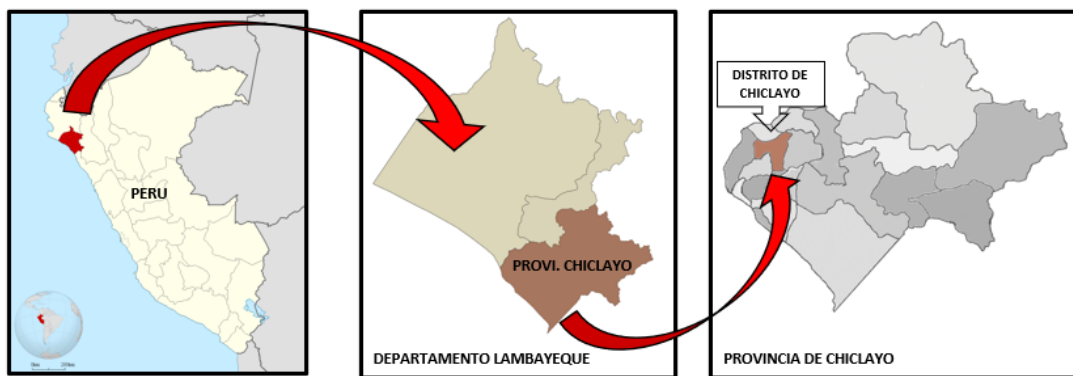 PERU
PROVI. CHICLAYO
DEPARTAMENTO LAMBAYEQUE
DISTRITO DE
CHICLAYO
PROVINCIA DE CHICLAYO